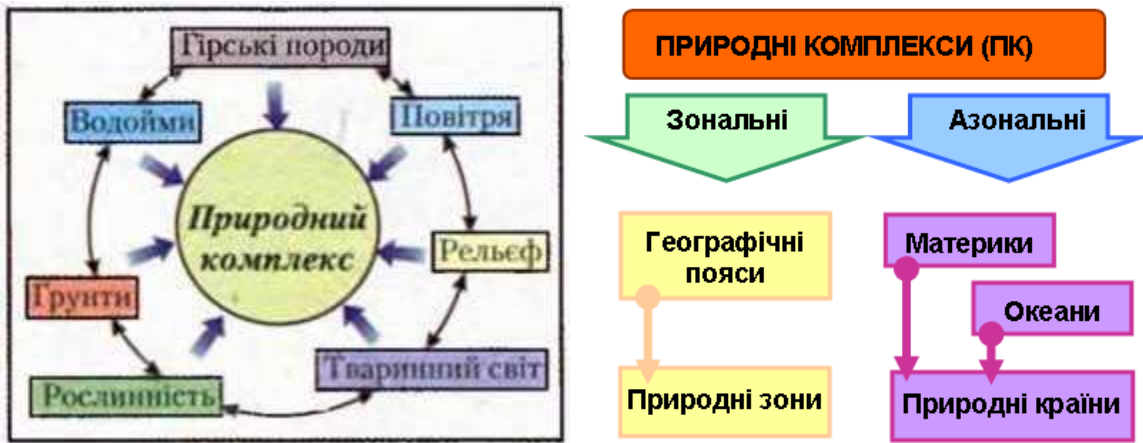 Гірські породи
Водойми
Повітря
Природний
комплекс
Рельєф
Ґрунти
Тваринний світ
Рослинність
ПРИРОДНІ КОМПЛЕКСИ (ПК)
Зональні
Азональні
Географічні
пояси
Материки
Океани
Природні зони
Природні країни